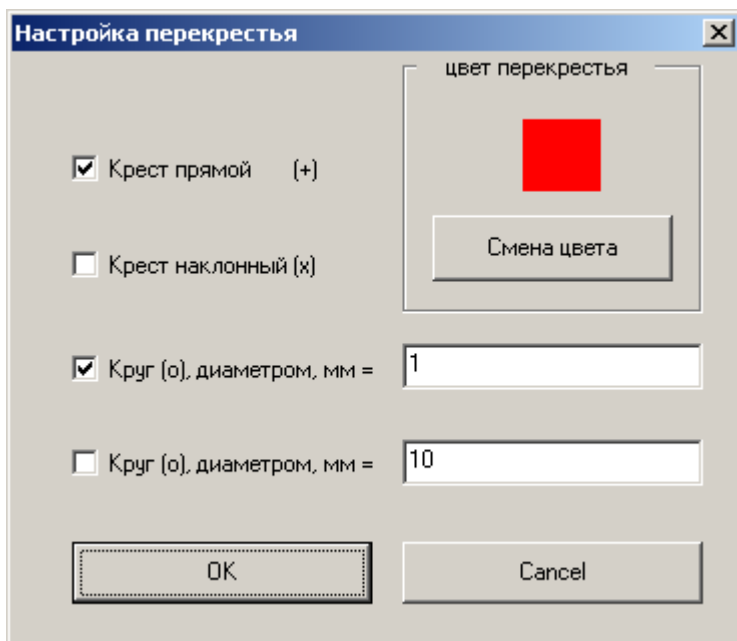 Настройка перекрестья
цвет перекрестья
Крест прямой (+)
Смена цвета
Крест наклонный (x)
Круг (о), диаметром, мм = 1
Круг (о), диаметром, мм = 10
OK Cancel